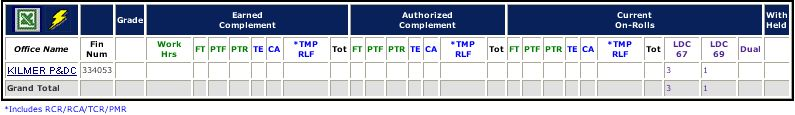 Grade Earned Complement Authorized Complement Current On-Rolls With Held
Office Name Fin Num Work Hrs FT PTF PTR TE CA *TMP RLF Tot FT PTF PTR TE CA *TMP RLF Tot FT PTF PTR TE CA *TMP RLF Tot LDC 67 LDC 69 Dual
KILMER P&DC 334053 3 1
Grand Total 3 1
*Includes RCR/RCA/TCR/PMR